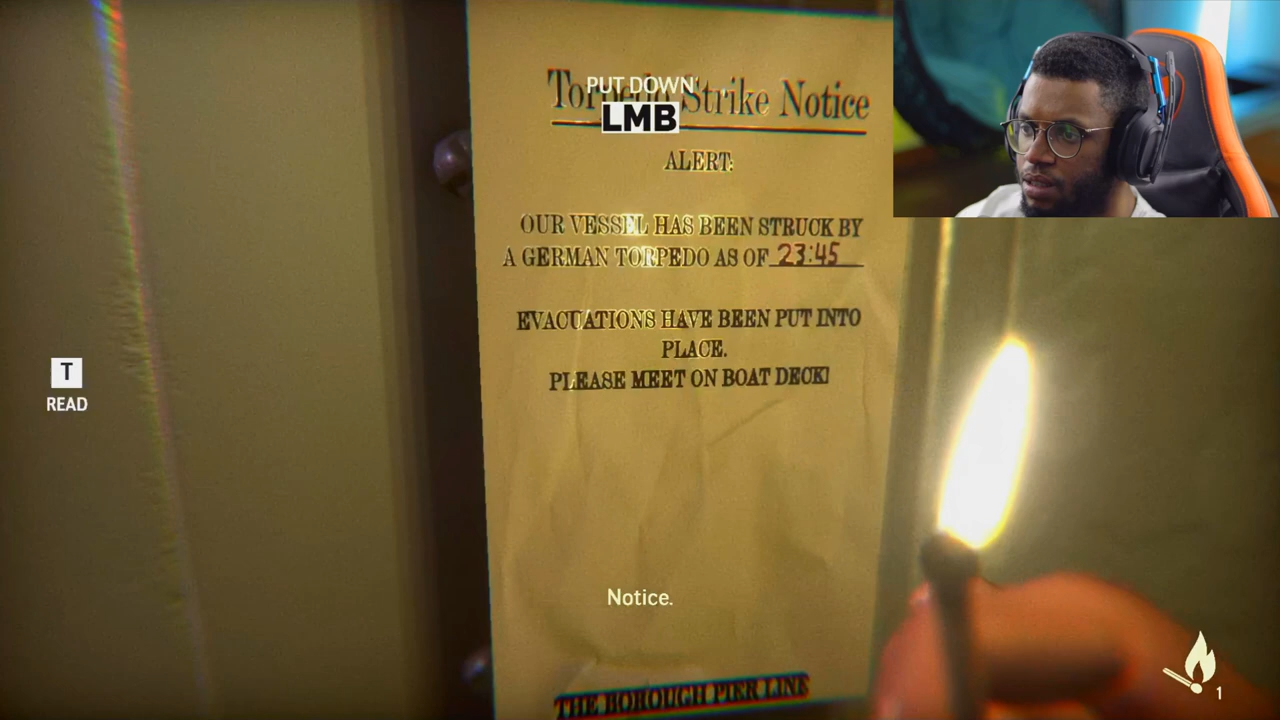 PUT DOWN
LMB
Torpedo Strike Notice
ALERT:
OUR VESSEL HAS BEEN STRUCK BY
A GERMAN TORPEDO AS OF 23:45
EVACUATIONS HAVE BEEN PUT INTO
PLACE.
PLEASE MEET ON BOAT DECK!
T
READ
Notice.
THE BOROUGH PIER LINE
1